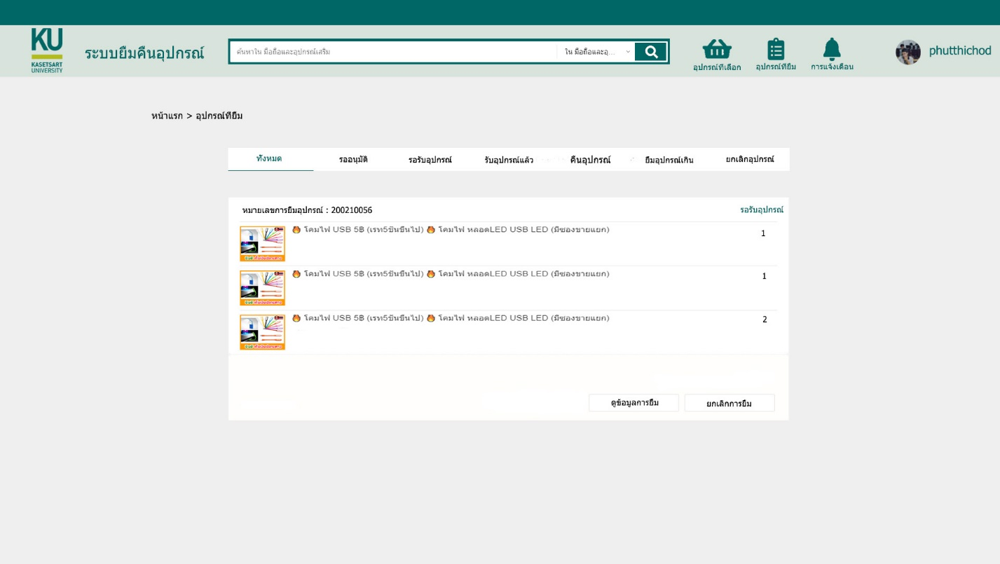 KU
KASETSART
UNIVERSITY
ระบบยืมคืนอุปกรณ์
ค้นหาใน มือถือและอุปกรณ์เสริม
ใน มือถือและอุ...
อุปกรณ์ที่เลือก
อุปกรณ์ที่ยืม
การแจ้งเตือน
phutthichod
หน้าแรก > อุปกรณ์ที่ยืม
ทั้งหมด
รออนุมัติ
รอรับอุปกรณ์
รับอุปกรณ์แล้ว
คืนอุปกรณ์
ยืมอุปกรณ์เกิน
ยกเลิกอุปกรณ์
หมายเลขการยืมอุปกรณ์ : 200210056
รอรับอุปกรณ์
โคมไฟ USB 5฿ (เรท5ชิ้นขึ้นไป) โคมไฟ หลอดLED USB LED (มีซองขายแยก)
1
โคมไฟ USB 5฿ (เรท5ชิ้นขึ้นไป) โคมไฟ หลอดLED USB LED (มีซองขายแยก)
1
โคมไฟ USB 5฿ (เรท5ชิ้นขึ้นไป) โคมไฟ หลอดLED USB LED (มีซองขายแยก)
2
ดูข้อมูลการยืม
ยกเลิกการยืม